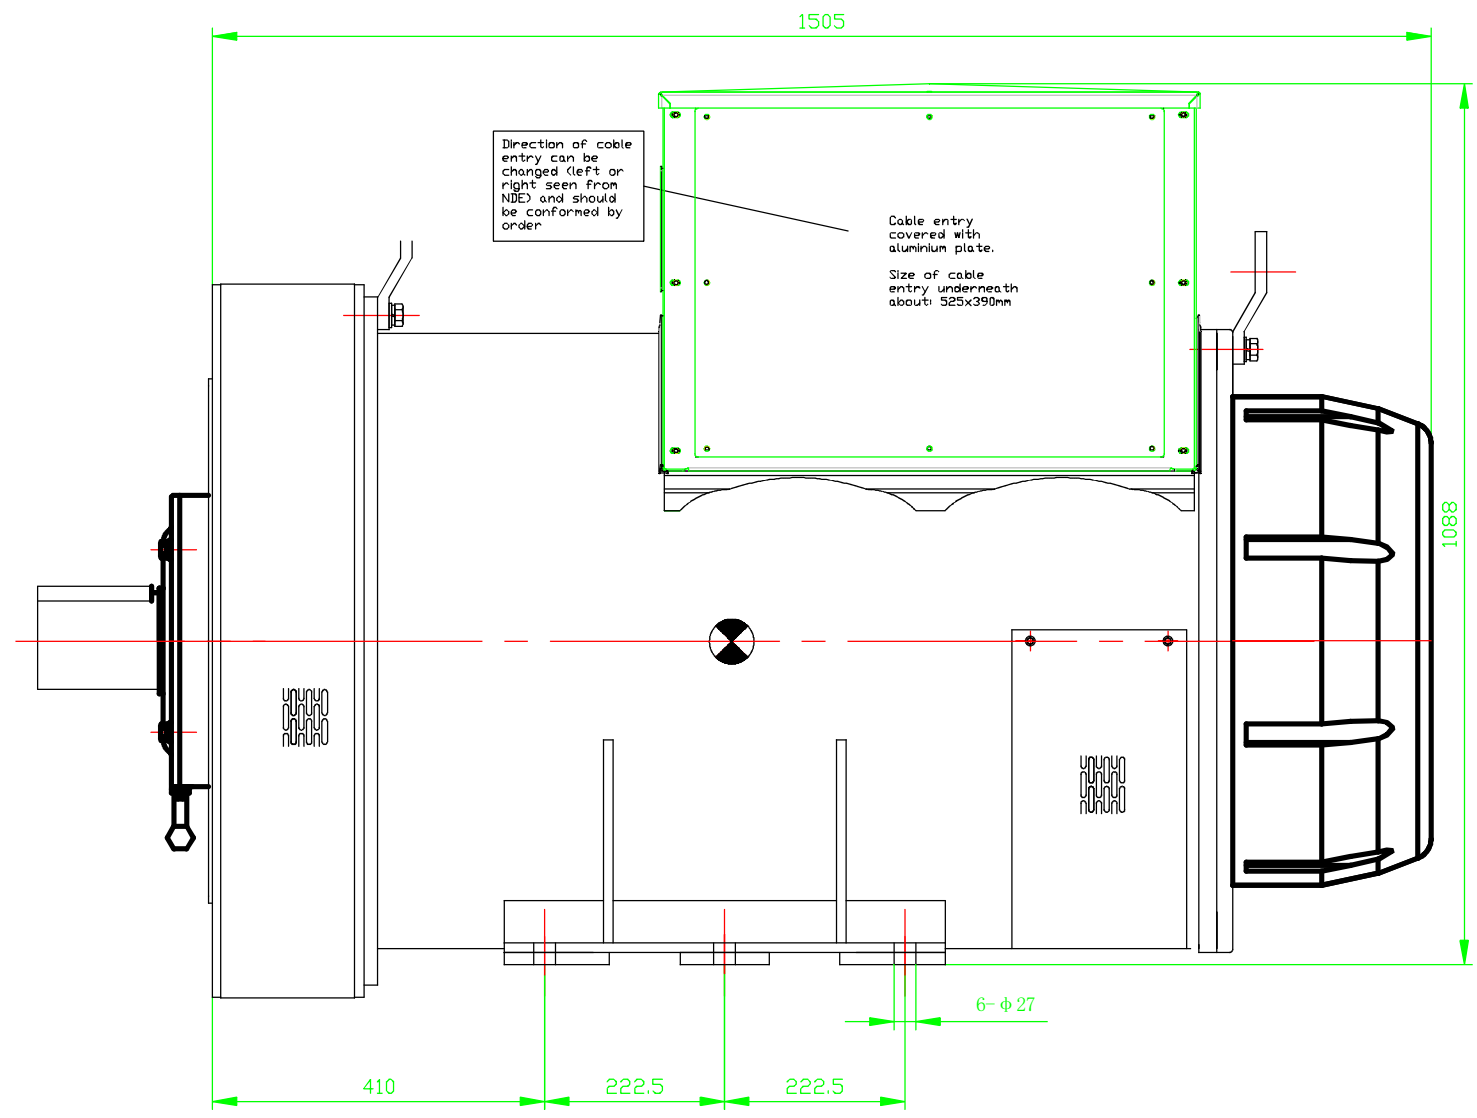 1505
Direction of coble
entry can be
changed (left or
right seen from
NDE) and should
be conformed by
order
Cable entry
covered with
aluminium plate.
Size of cable
entry underneath
about: 525x390mm
1088
6-ϕ27
410
222.5
222.5